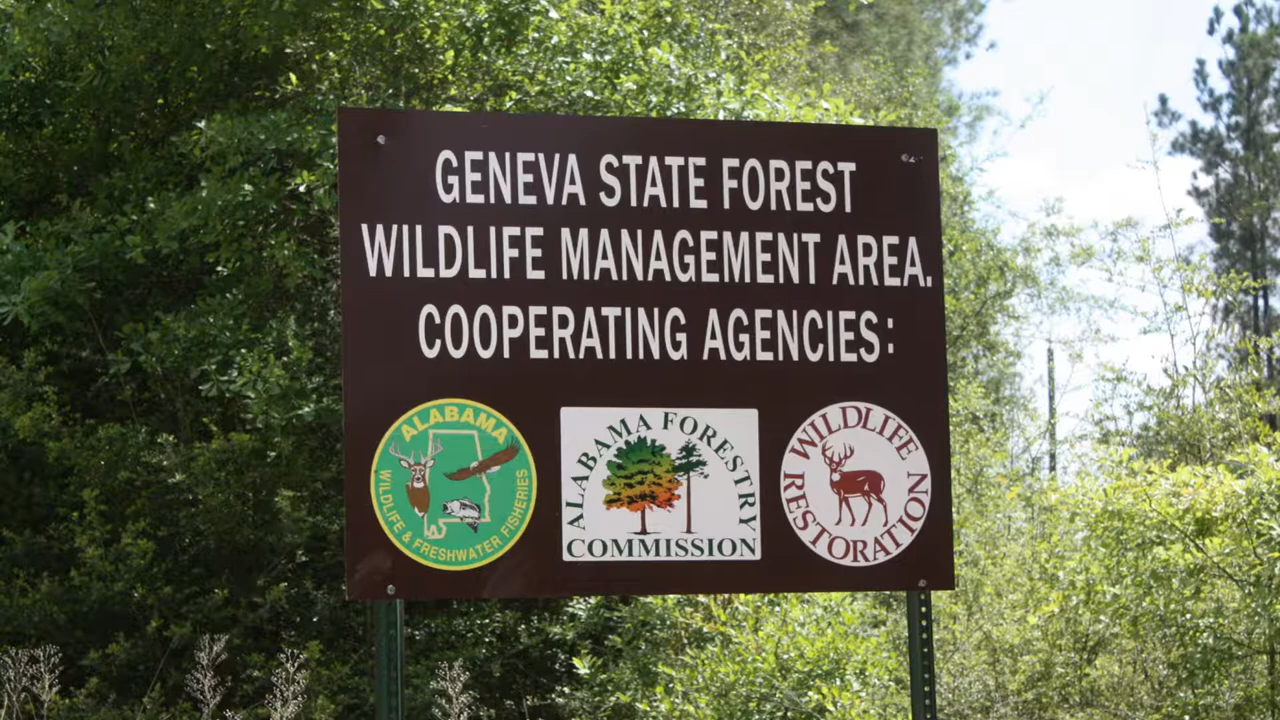 GENEVA STATE FOREST
WILDLIFE MANAGEMENT AREA.
COOPERATING AGENCIES:
ALABAMA
WILDLIFE & FRESHWATER FISHERIES
ALABAMA FORESTRY
COMMISSION
WILDLIFE
RESTORATION